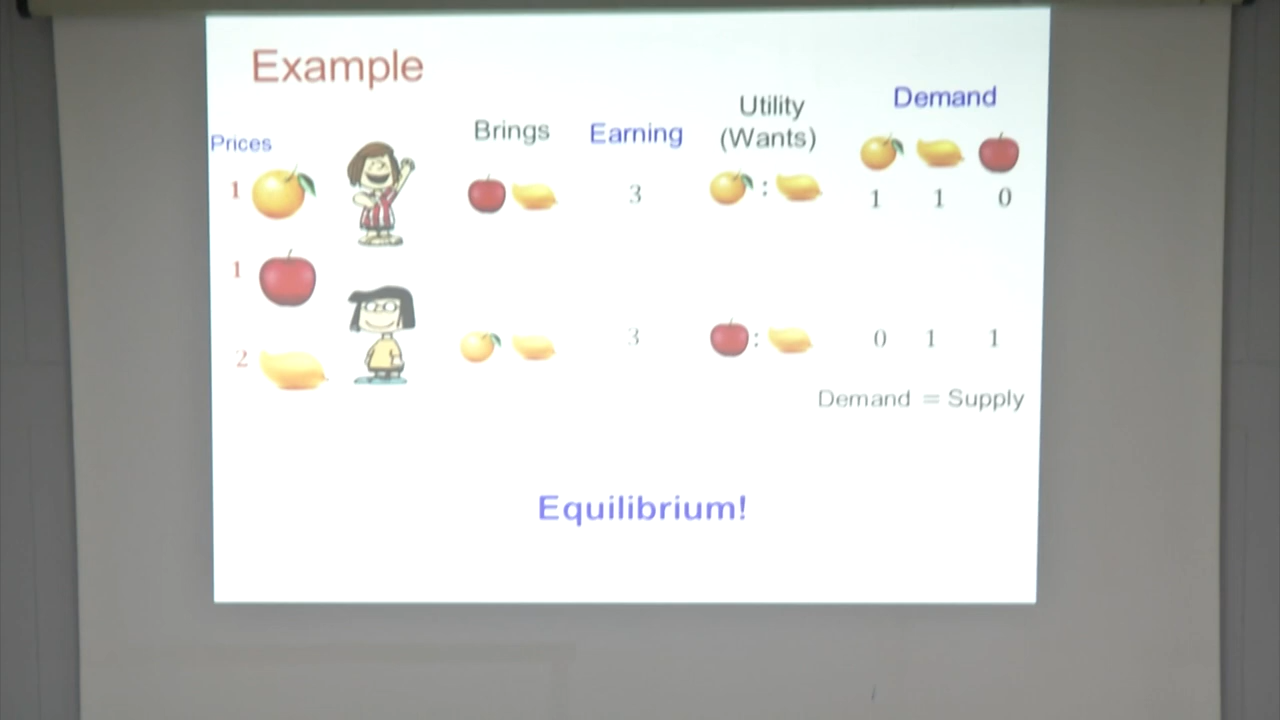 Example
Demand
Utility
Brings Earning (Wants)
Prices
1 3 : 1 1 0
1
2 3 : 0 1 1
Demand = Supply
Equilibrium!